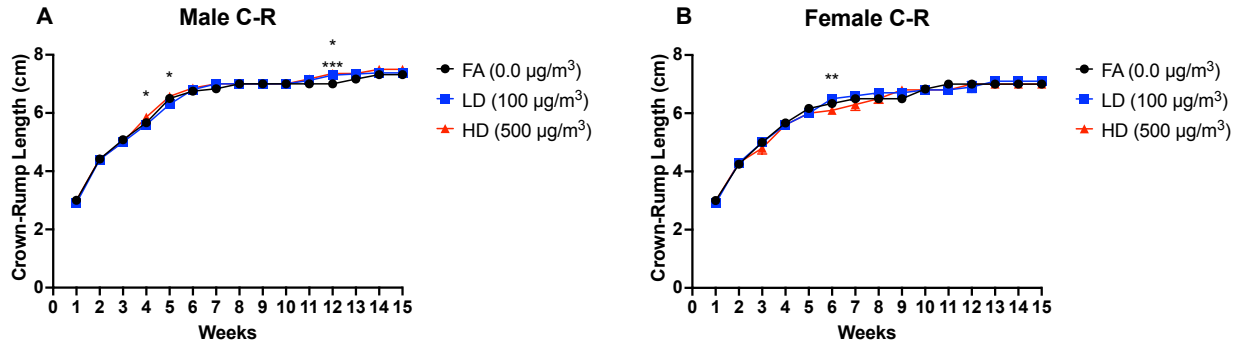 A
Male C-R
*
*
*
***
Crown-Rump Length (cm)
8
6
4
2
0
0 1 2 3 4 5 6 7 8 9 10 11 12 13 14 15
Weeks
FA (0.0 µg/m³)
LD (100 µg/m³)
HD (500 µg/m³)
B
Female C-R
**
Crown-Rump Length (cm)
8
6
4
2
0
0 1 2 3 4 5 6 7 8 9 10 11 12 13 14 15
Weeks
FA (0.0 µg/m³)
LD (100 µg/m³)
HD (500 µg/m³)